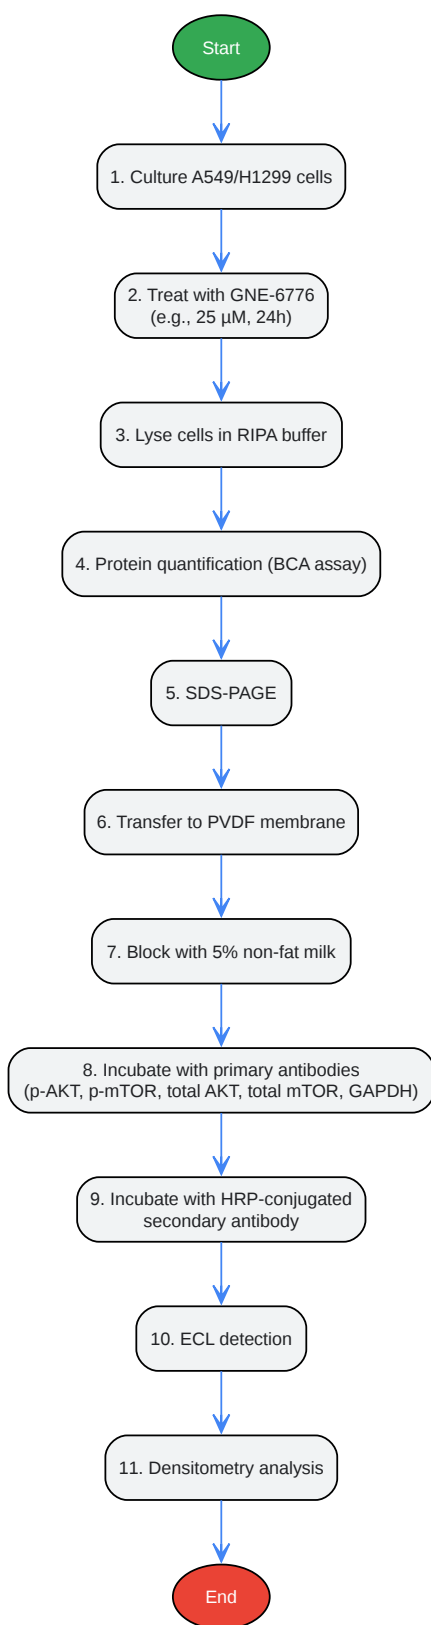 Start
1. Culture A549/H1299 cells
2. Treat with GNE-6776
(e.g., 25 µM, 24h)
3. Lyse cells in RIPA buffer
4. Protein quantification (BCA assay)
5. SDS-PAGE
6. Transfer to PVDF membrane
7. Block with 5% non-fat milk
8. Incubate with primary antibodies
(p-AKT, p-mTOR, total AKT, total mTOR, GAPDH)
9. Incubate with HRP-conjugated
secondary antibody
10. ECL detection
11. Densitometry analysis
End